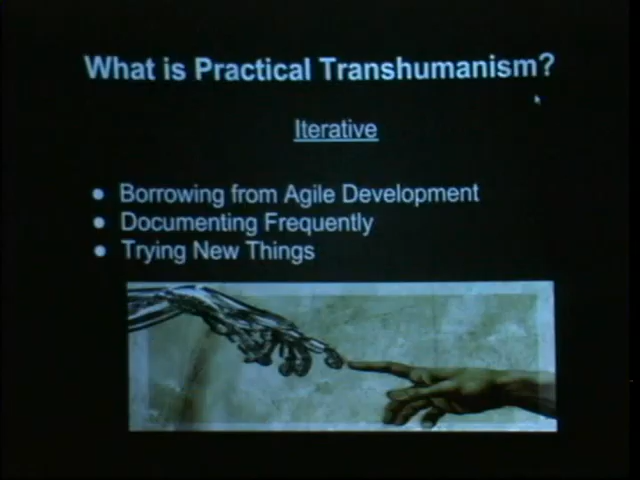 What is Practical Transhumanism?
Iterative
● Borrowing from Agile Development
● Documenting Frequently
● Trying New Things